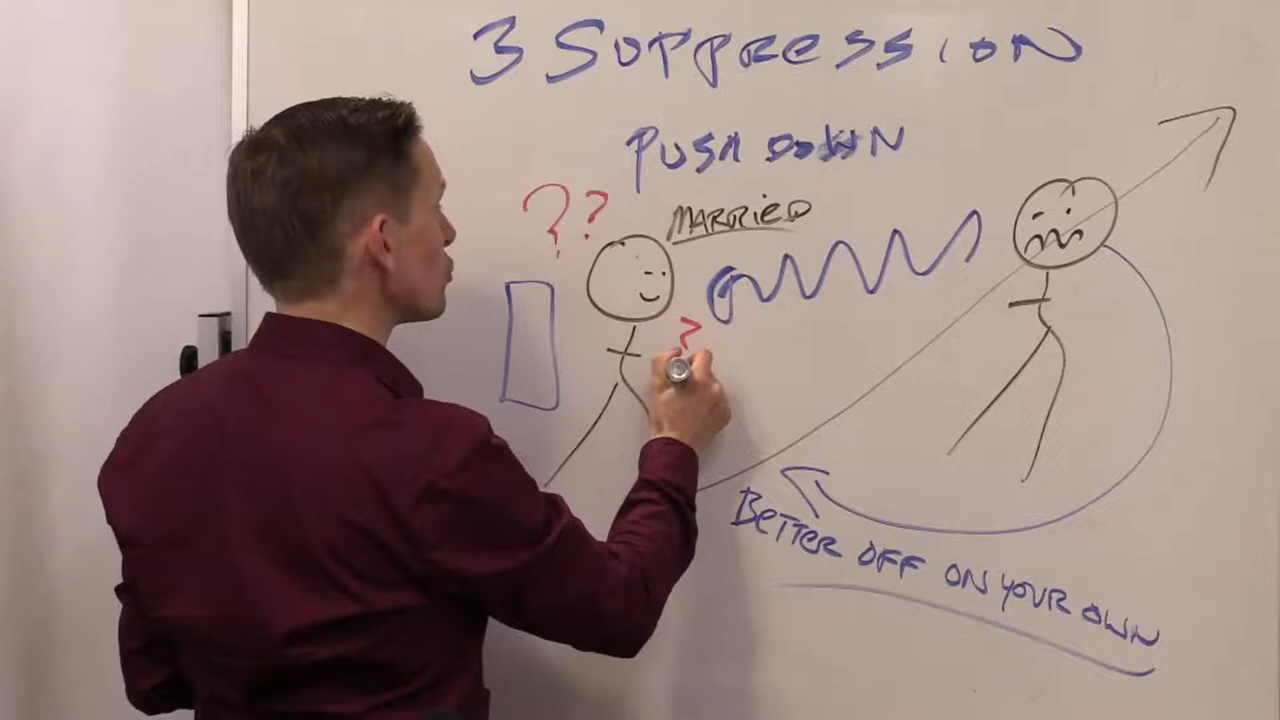 3 SUPPRESSION
PUSH DOWN
??
MARRIED
?
BETTER OFF ON YOUR OWN